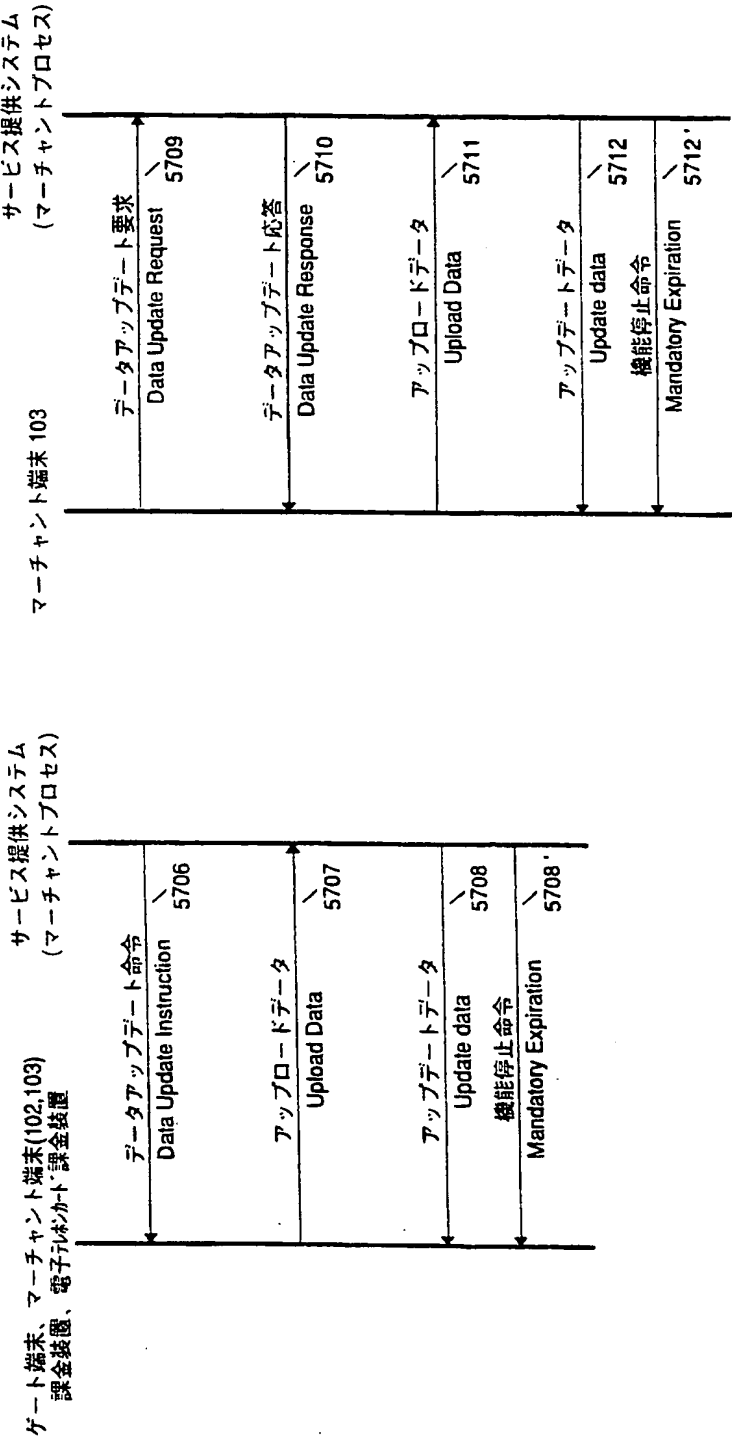 サービス提供システム
(マーチャントプロセス)
マーチャント端末 103
データアップデート要求
Data Update Request
5709
データアップデート応答
Data Update Response
5710
アップロードデータ
Upload Data
5711
アップデートデータ
Update data
5712
機能停止命令
Mandatory Expiration
5712'
サービス提供システム
(マーチャントプロセス)
ゲート端末、マーチャント端末(102,103)
課金装置、電子テレホンカード課金装置
データアップデート命令
Data Update Instruction
5706
アップロードデータ
Upload Data
5707
アップデートデータ
Update data
5708
機能停止命令
Mandatory Expiration
5708'